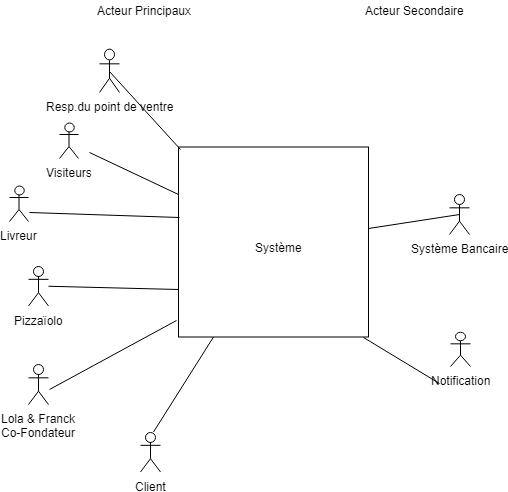 Acteur Principaux
Acteur Secondaire
Resp.du point de ventre
Visiteurs
Livreur
Système
Système Bancaire
Pizzaïolo
Notification
Lola & Franck
Co-Fondateur
Client